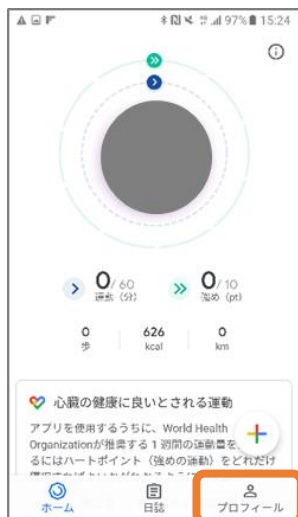 97% 15:24
0/60
運動（分）
0/10
強め（pt）
0
歩
626
kcal
0
km
心臓の健康に良いとされる運動
アプリを使用するうちに、World Health
Organizationが推奨する 1 週間の運動量を
るにはハートポイント（強めの運動）をどれだけ
ホーム
日誌
プロフィール